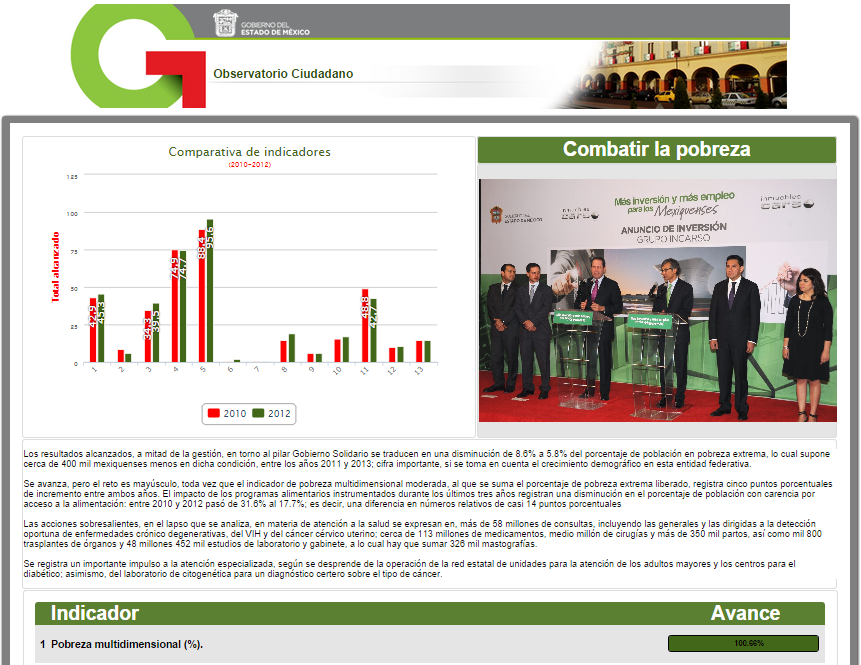 GOBIERNO DEL
ESTADO DE MÉXICO
Observatorio Ciudadano
Comparativa de indicadores
(2010-2012)
Total alcanzado
125
100
75
50
25
0
42.9
45.3
34.3
39.5
74.9
74.7
88.4
95.6
48.8
42.7
1 2 3 4 5 6 7 8 9 10 11 12 13
2010 2012
Combatir la pobreza
Más inversión y más empleo
para los Mexiquenses
ANUNCIO DE INVERSIÓN
GRUPO INCARSO
inmuebles
carso
Los resultados alcanzados, a mitad de la gestión, en torno al pilar Gobierno Solidario se traducen en una disminución de 8.6% a 5.8% del porcentaje de población en pobreza extrema, lo cual supone
cerca de 400 mil mexiquenses menos en dicha condición, entre los años 2011 y 2013; cifra importante, si se toma en cuenta el crecimiento demográfico en esta entidad federativa.
Se avanza, pero el reto es mayúsculo, toda vez que el indicador de pobreza multidimensional moderada, al que se suma el porcentaje de pobreza extrema liberado, registra cinco puntos porcentuales
de incremento entre ambos años. El impacto de los programas alimentarios instrumentados durante los últimos tres años registran una disminución en el porcentaje de población con carencia por
acceso a la alimentación: entre 2010 y 2012 pasó de 31.6% al 17.7%; es decir, una diferencia en números relativos de casi 14 puntos porcentuales
Las acciones sobresalientes, en el lapso que se analiza, en materia de atención a la salud se expresan en, más de 58 millones de consultas, incluyendo las generales y las dirigidas a la detección
oportuna de enfermedades crónico degenerativas, del VIH y del cáncer cérvico uterino; cerca de 113 millones de medicamentos, medio millón de cirugías y más de 350 mil partos, así como mil 800
trasplantes de órganos y 48 millones 452 mil estudios de laboratorio y gabinete, a lo cual hay que sumar 326 mil mastografías.
Se registra un importante impulso a la atención especializada, según se desprende de la operación de la red estatal de unidades para la atención de los adultos mayores y los centros para el
diabético; asimismo, del laboratorio de citogenética para un diagnóstico certero sobre el tipo de cáncer.
Indicador Avance
1 Pobreza multidimensional (%). 100.66%